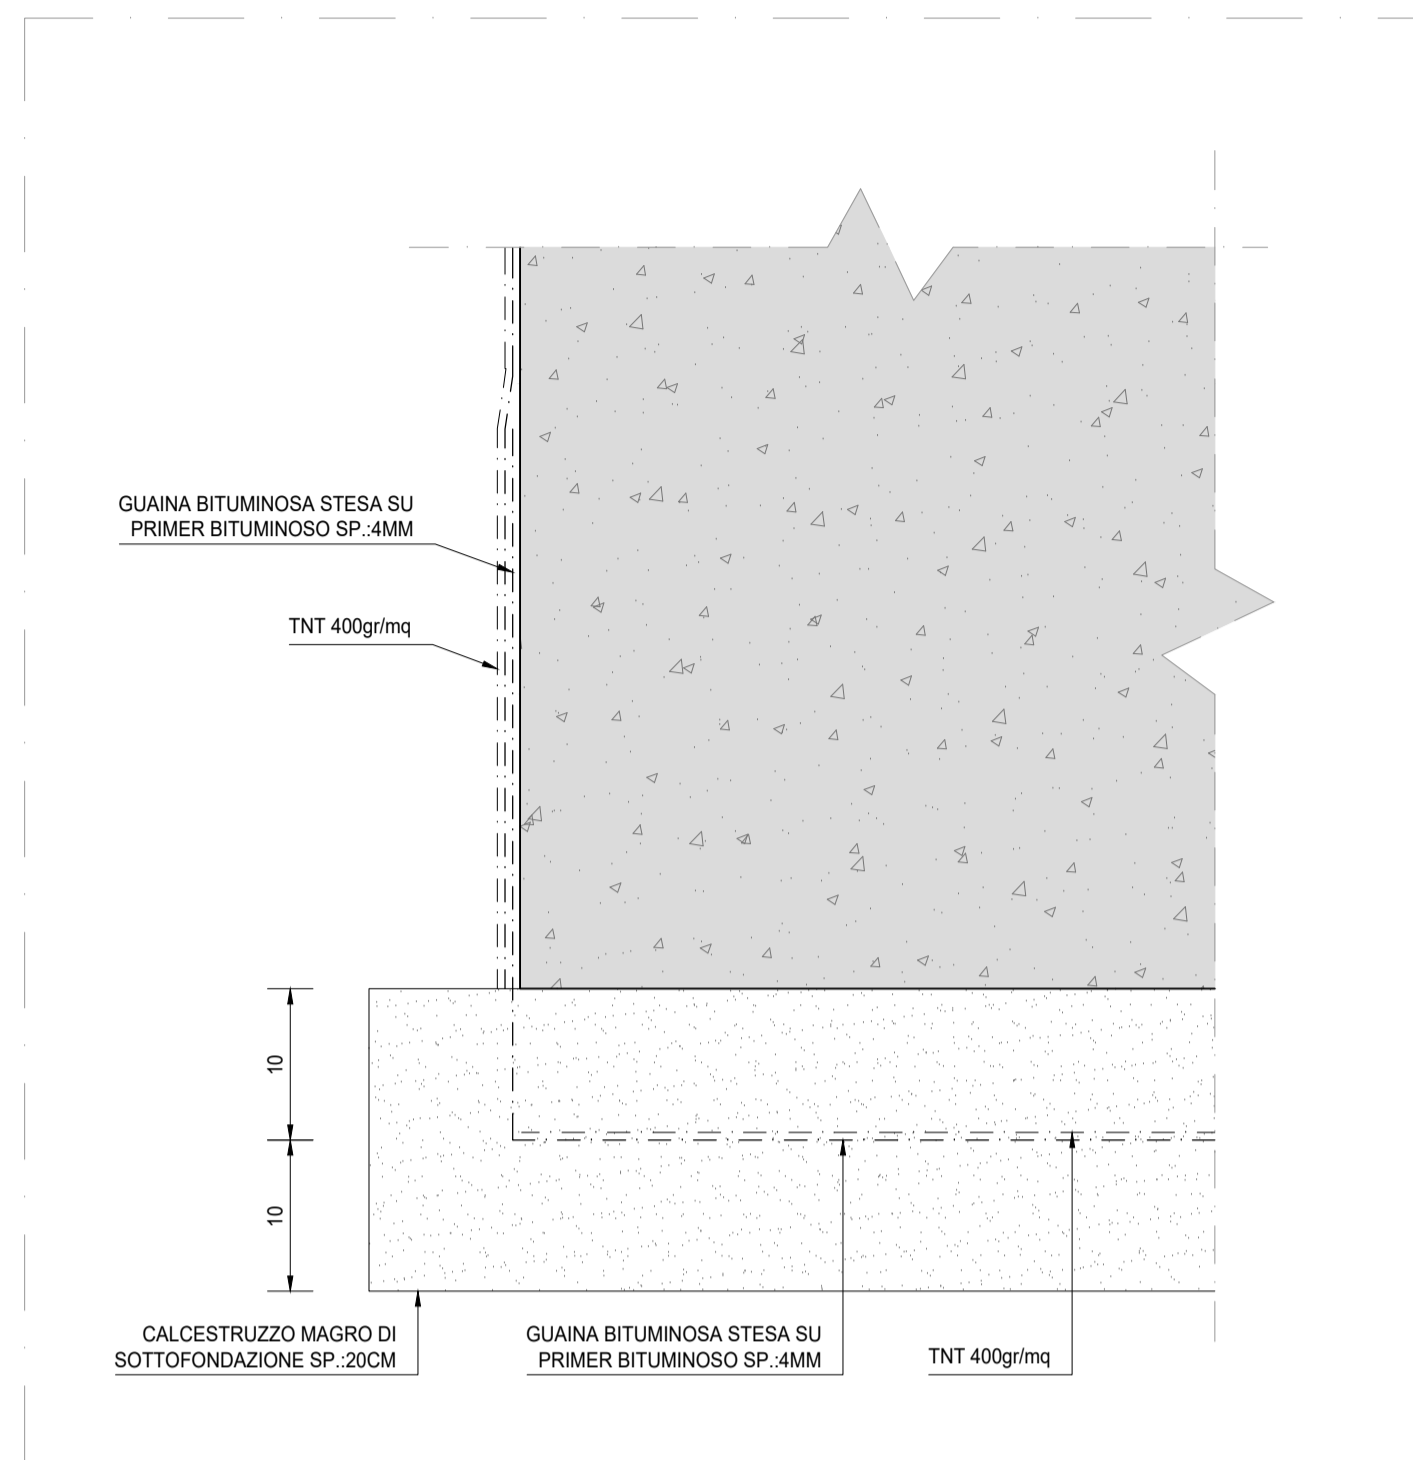 GUAINA BITUMINOSA STESA SU
PRIMER BITUMINOSO SP.:4MM
TNT 400gr/mq
10
10
CALCESTRUZZO MAGRO DI
SOTTOFONDAZIONE SP.:20CM
GUAINA BITUMINOSA STESA SU
PRIMER BITUMINOSO SP.:4MM
TNT 400gr/mq